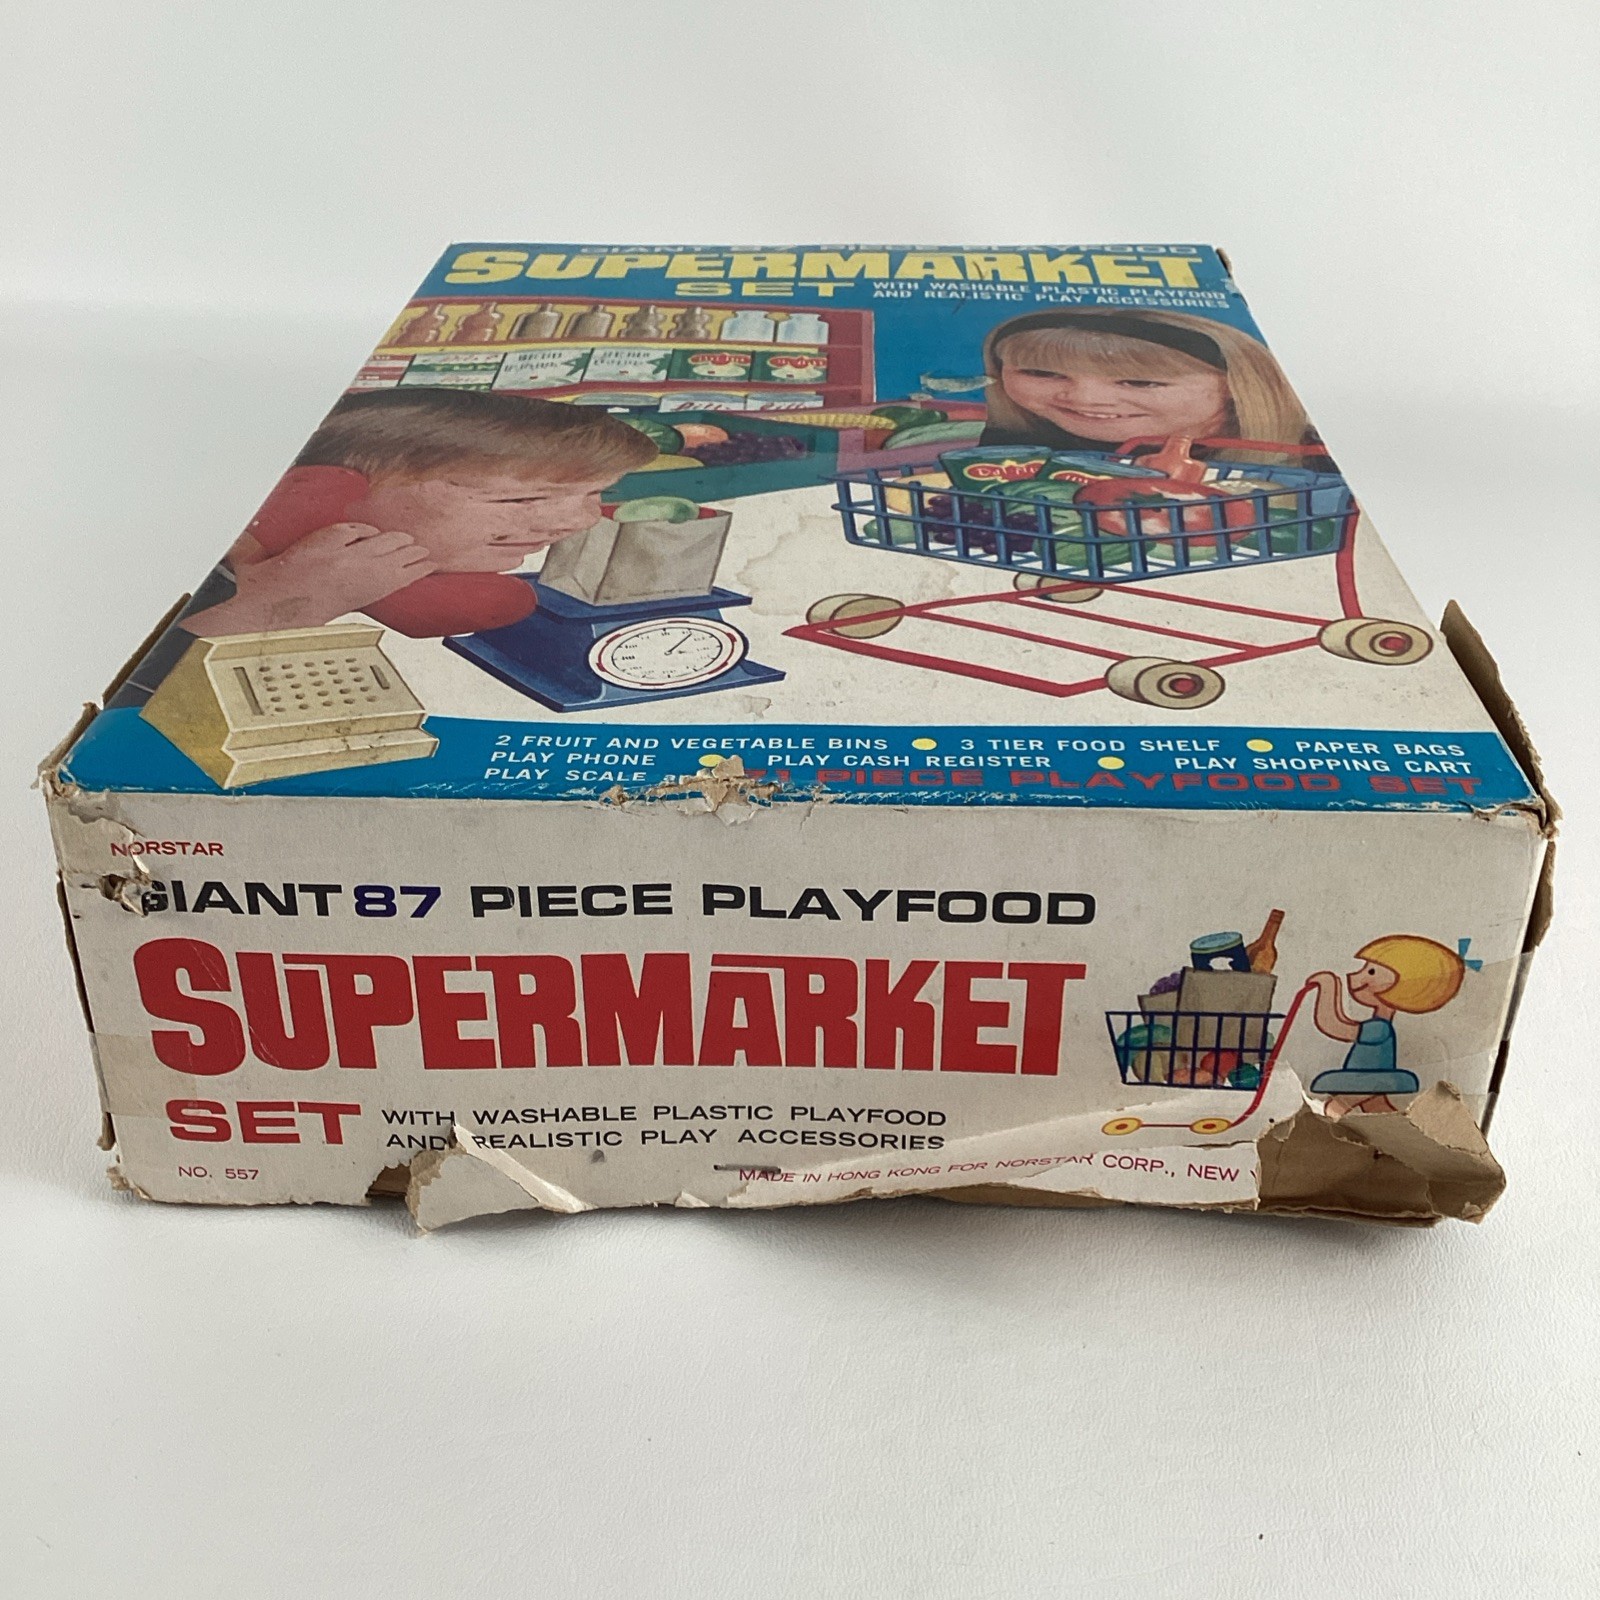 GIANT 87 PIECE PLAYFOOD
SUPERMARKET
SET WITH WASHABLE PLASTIC PLAYFOOD
AND REALISTIC PLAY ACCESSORIES
2 FRUIT AND VEGETABLE BINS ● 3 TIER FOOD SHELF ● PAPER BAGS
PLAY PHONE ● PLAY CASH REGISTER ● PLAY SHOPPING CART
PLAY SCALE 71 PIECE PLAYFOOD SET
NORSTAR
GIANT 87 PIECE PLAYFOOD
SUPERMARKET
SET WITH WASHABLE PLASTIC PLAYFOOD
AND REALISTIC PLAY ACCESSORIES
NO. 557
MADE IN HONG KONG FOR NORSTAR CORP., NEW